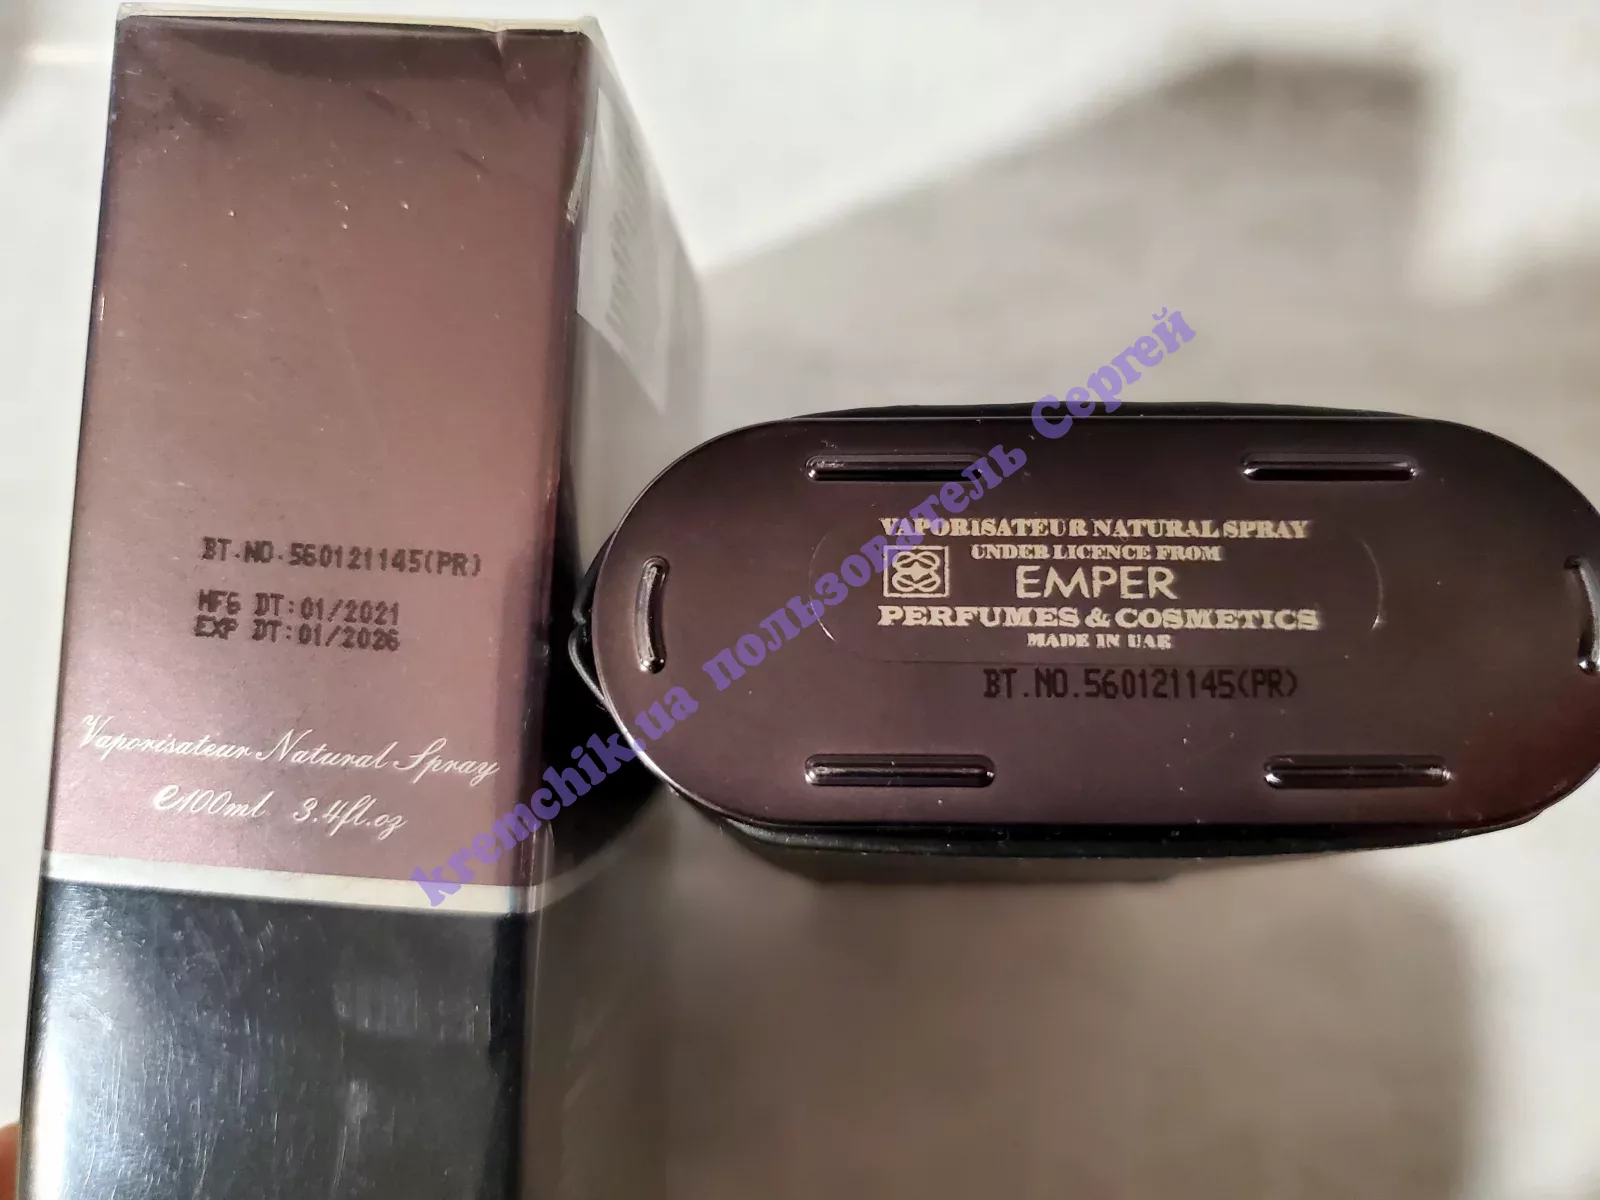 BT.NO.560121145(PR)
MFG DT:01/2021
EXP DT:01/2026
Vaporisateur Natural Spray
e100ml 3.4fl.oz
VAPORISATEUR NATURAL SPRAY
UNDER LICENCE FROM
EMPER
PERFUMES & COSMETICS
MADE IN UAE
BT.NO.560121145(PR)
kremchik.ua пользователь Сергей